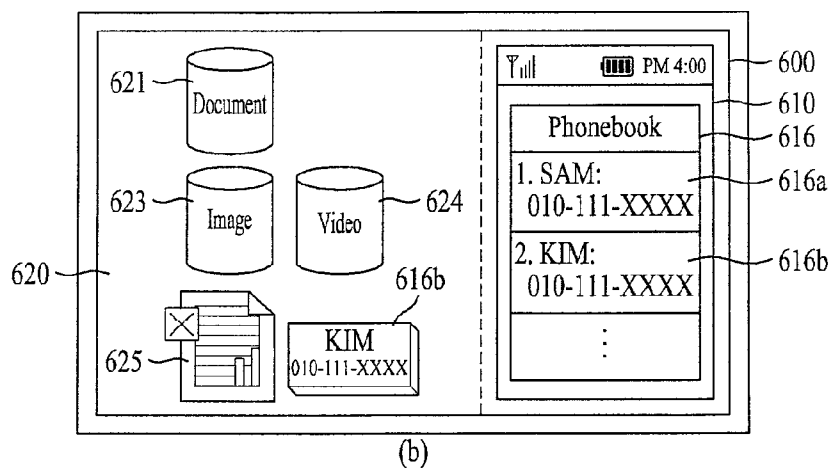 PM 4:00
600
621
Document
610
Phonebook
616
1. SAM:
010-111-XXXX
616a
623
Image
Video
624
2. KIM:
010-111-XXXX
616b
620
616b
KIM
010-111-XXXX
625
(b)